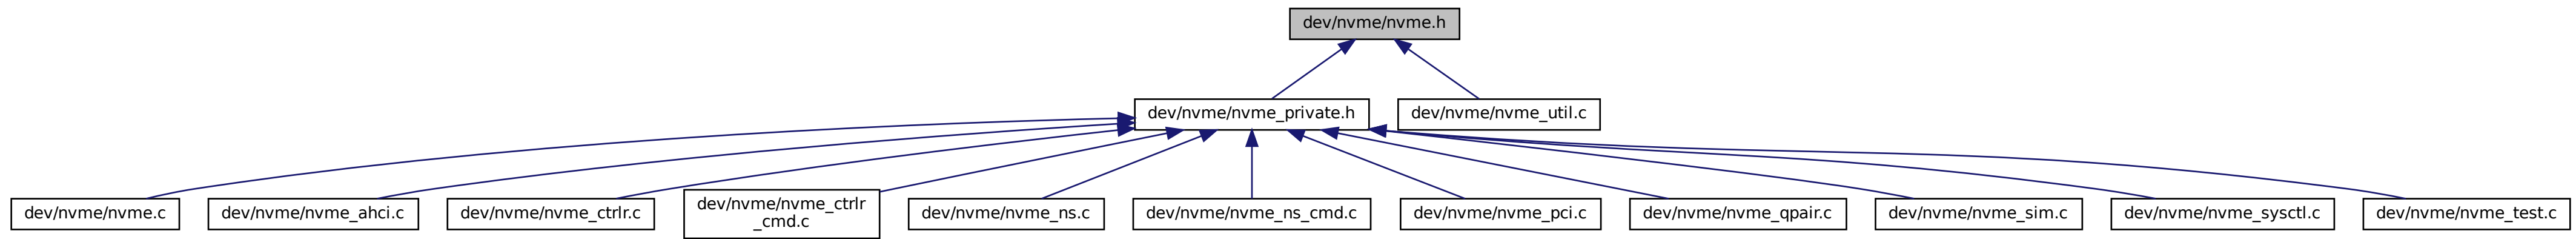 dev/nvme/nvme.h
dev/nvme/nvme_private.h
dev/nvme/nvme_util.c
dev/nvme/nvme.c
dev/nvme/nvme_ahci.c
dev/nvme/nvme_ctrlr.c
dev/nvme/nvme_ctrlr
_cmd.c
dev/nvme/nvme_ns.c
dev/nvme/nvme_ns_cmd.c
dev/nvme/nvme_pci.c
dev/nvme/nvme_qpair.c
dev/nvme/nvme_sim.c
dev/nvme/nvme_sysctl.c
dev/nvme/nvme_test.c